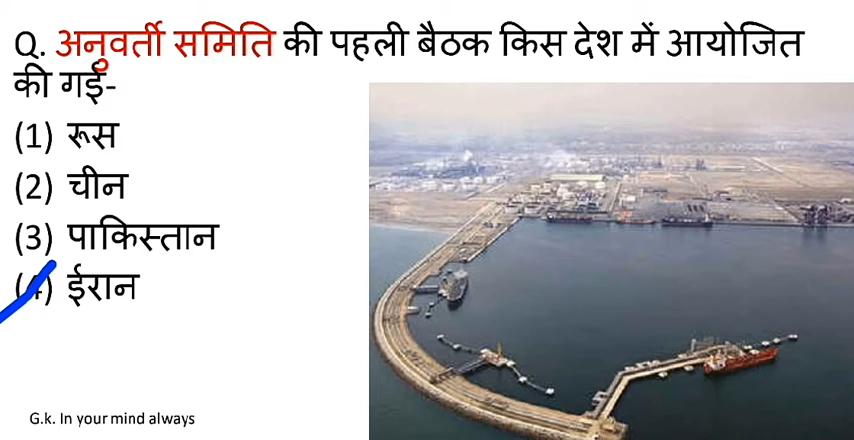 Q. अनुवर्ती समिति की पहली बैठक किस देश में आयोजित
की गई-
(1) रूस
(2) चीन
(3) पाकिस्तान
(4) ईरान
G.k. In your mind always